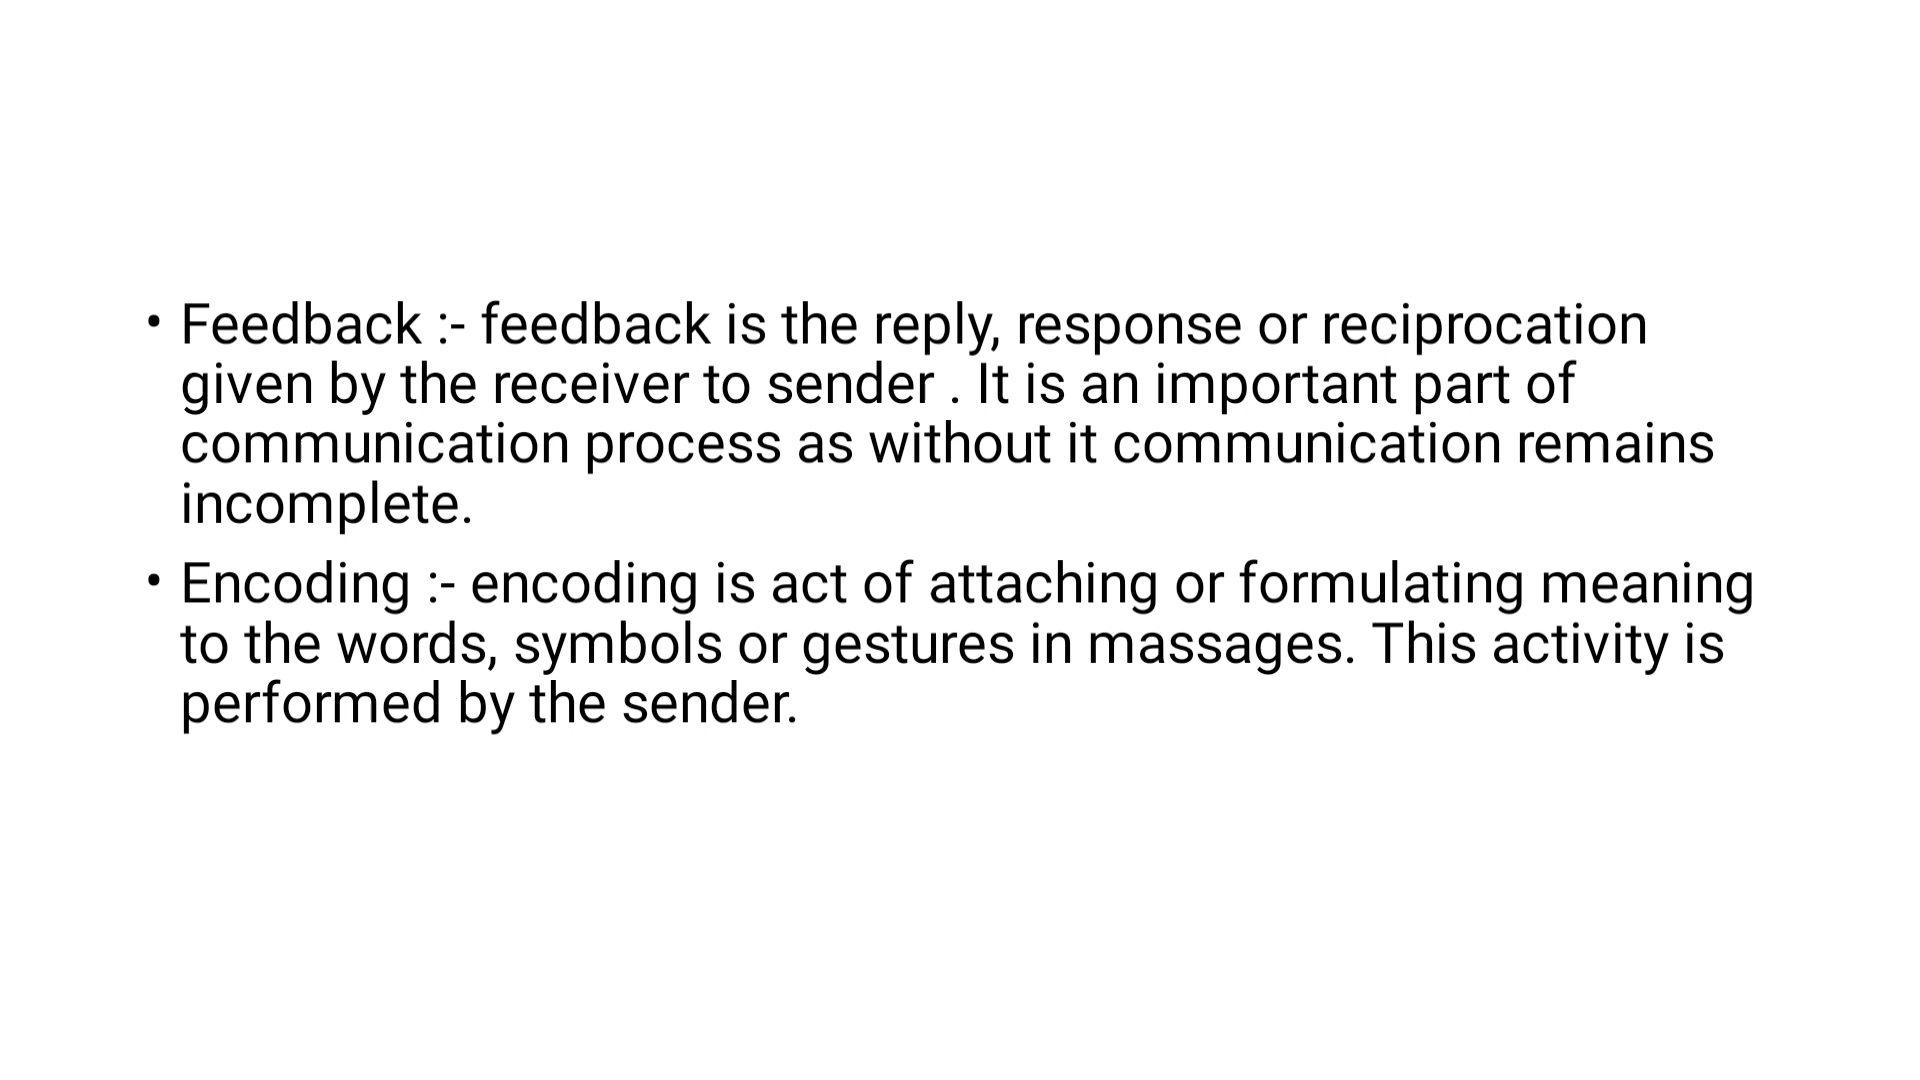 • Feedback :- feedback is the reply, response or reciprocation
given by the receiver to sender . It is an important part of
communication process as without it communication remains
incomplete.
• Encoding :- encoding is act of attaching or formulating meaning
to the words, symbols or gestures in massages. This activity is
performed by the sender.